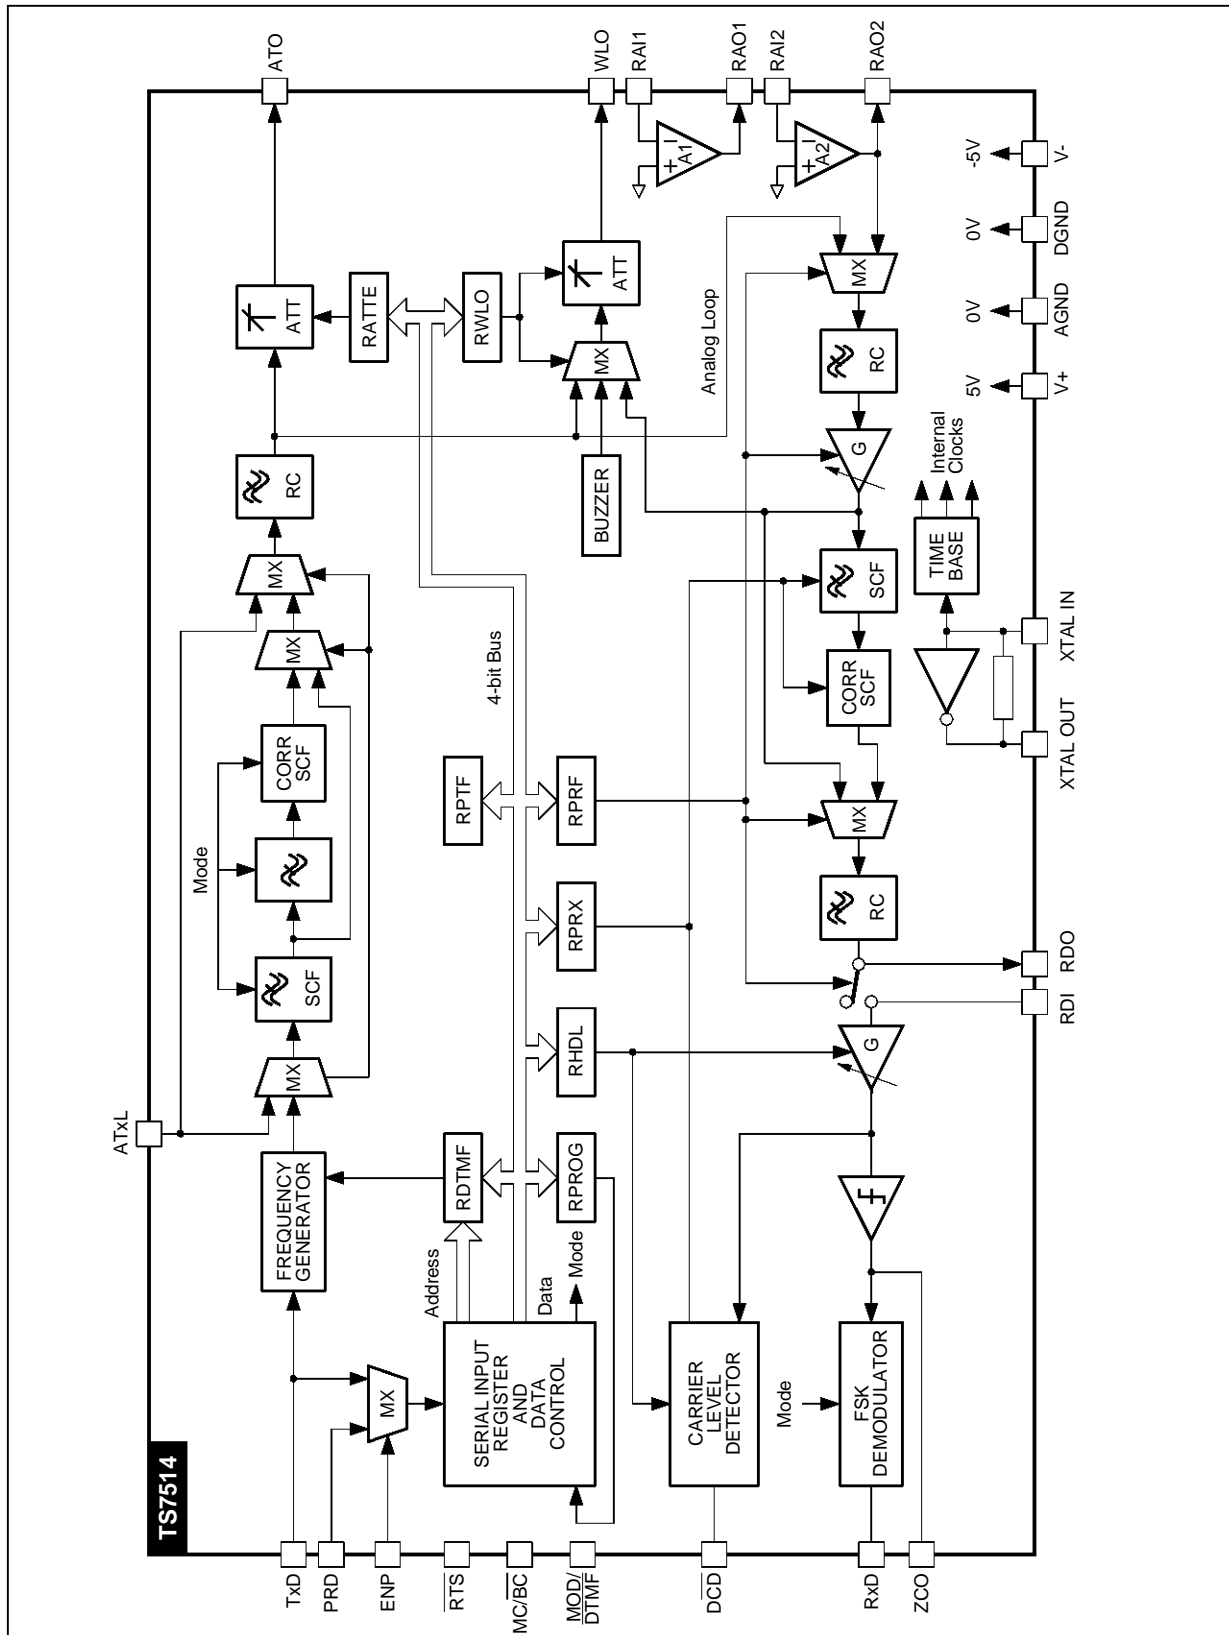 TS7514
ATO
WLO
RAI1
RAO1
RAI2
RAO2
ATxL
TxD
PRD
ENP
RTS
MC/BC
MOD/
DTMF
DCD
RxD
ZCO
RDI
RDO
XTAL OUT
XTAL IN
V+
AGND
DGND
V-
5V
0V
0V
-5V
FREQUENCY
GENERATOR
MX
SCF
Mode
CORR
SCF
MX
MX
RC
ATT
RATTE
RWLO
MX
ATT
BUZZER
MX
SERIAL INPUT
REGISTER
AND
DATA
CONTROL
Address
Data
Mode
RDTMF
RPROG
RHDL
RPRX
RPTF
RPRF
4-bit Bus
Analog Loop
A1
+
−
A2
+
−
MX
RC
G
SCF
CORR
SCF
MX
RC
G
CARRIER
LEVEL
DETECTOR
Mode
FSK
DEMODULATOR
TIME
BASE
Internal
Clocks